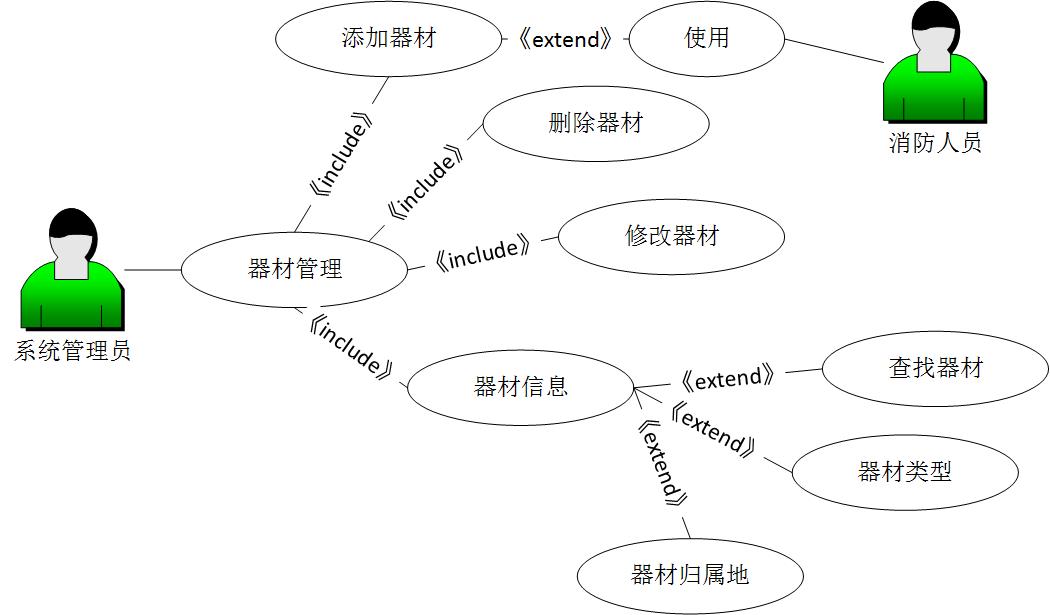 添加器材
《extend》
使用
消防人员
《include》
《include》
删除器材
《include》
修改器材
器材管理
系统管理员
《include》
器材信息
《extend》
查找器材
《extend》
器材类型
《extend》
器材归属地